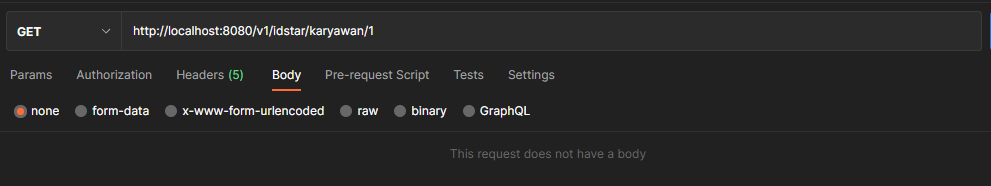 GET http://localhost:8080/v1/idstar/karyawan/1
Params Authorization Headers (5) Body Pre-request Script Tests Settings
none form-data x-www-form-urlencoded raw binary GraphQL
This request does not have a body